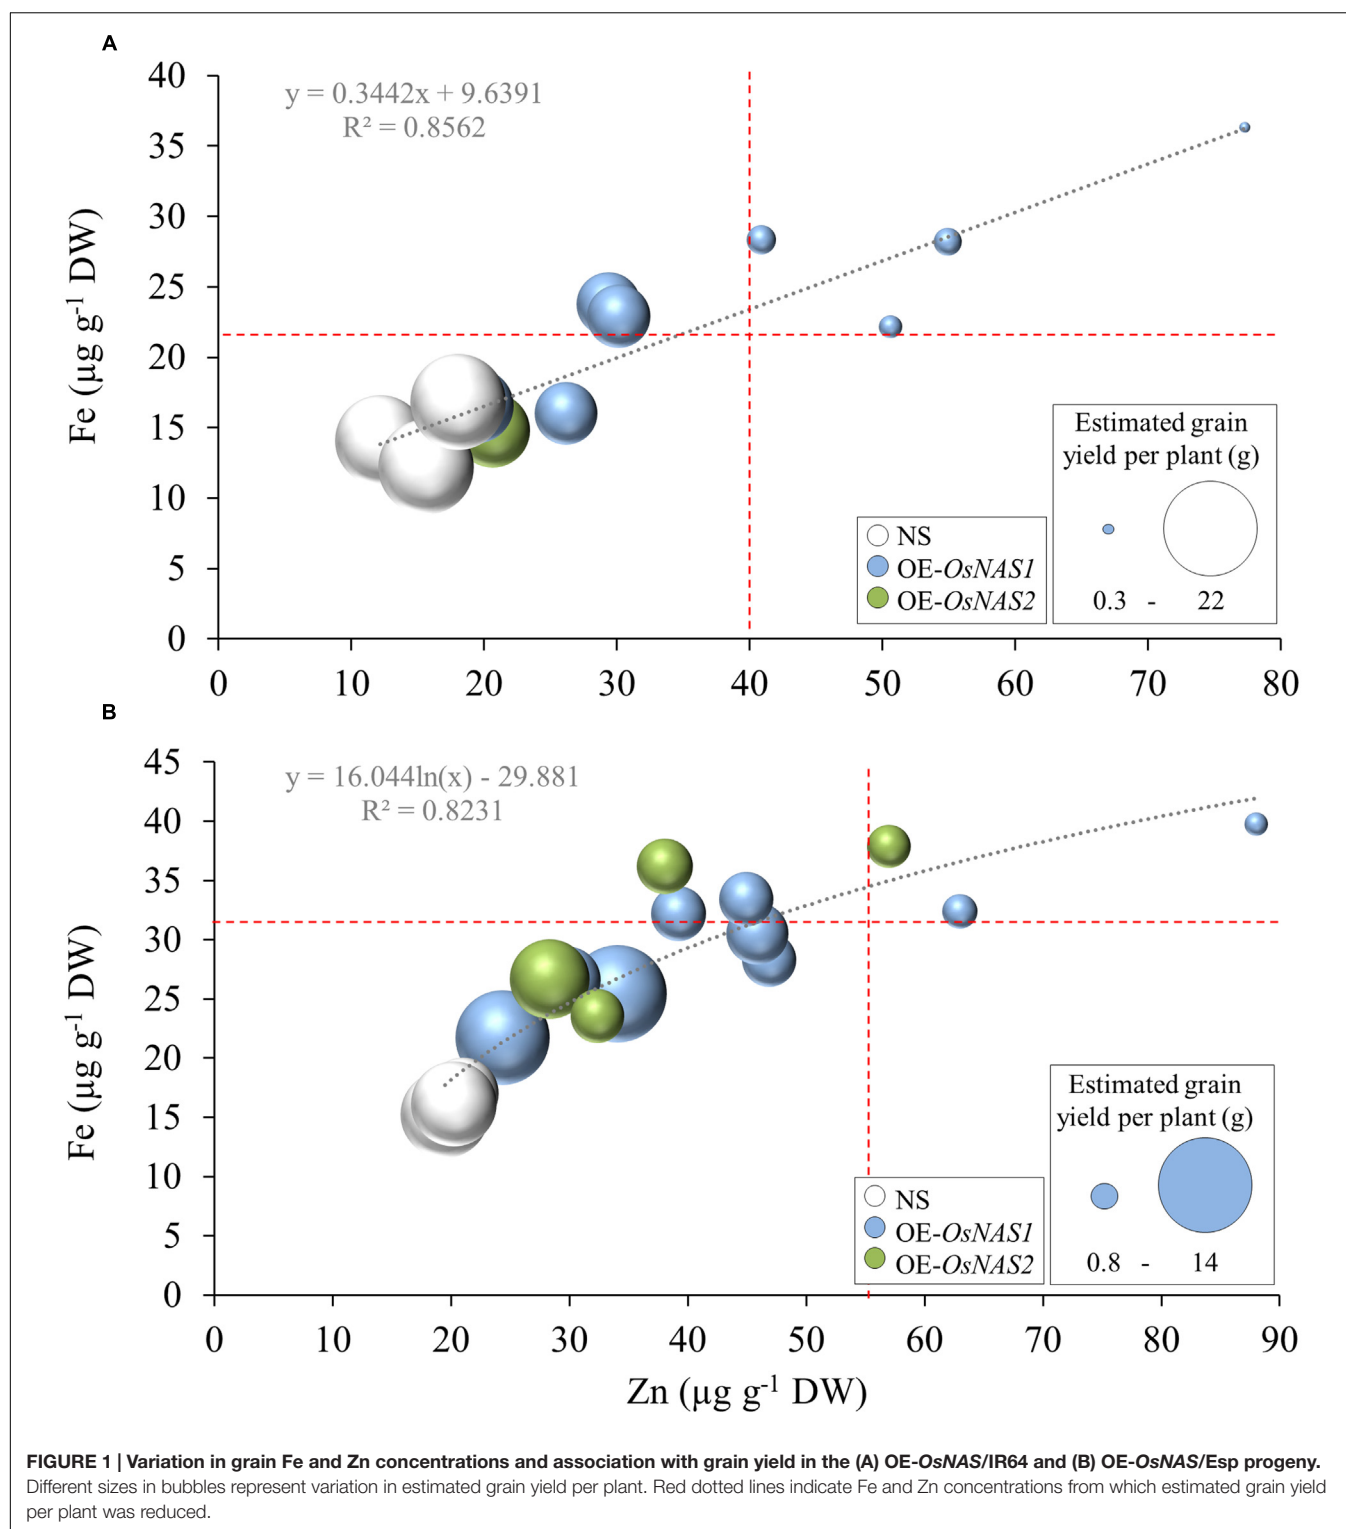 A
y = 0.3442x + 9.6391
R² = 0.8562
40
35
30
25
20
15
10
5
0
Fe (µg g⁻¹ DW)
0 10 20 30 40 50 60 70 80
NS
OE-OsNAS1
OE-OsNAS2
Estimated grain
yield per plant (g)
0.3 - 22
B
y = 16.044ln(x) - 29.881
R² = 0.8231
45
40
35
30
25
20
15
10
5
0
Fe (µg g⁻¹ DW)
0 10 20 30 40 50 60 70 80 90
Zn (µg g⁻¹ DW)
NS
OE-OsNAS1
OE-OsNAS2
Estimated grain
yield per plant (g)
0.8 - 14
FIGURE 1 | Variation in grain Fe and Zn concentrations and association with grain yield in the (A) OE-OsNAS/IR64 and (B) OE-OsNAS/Esp progeny.
Different sizes in bubbles represent variation in estimated grain yield per plant. Red dotted lines indicate Fe and Zn concentrations from which estimated grain yield
per plant was reduced.